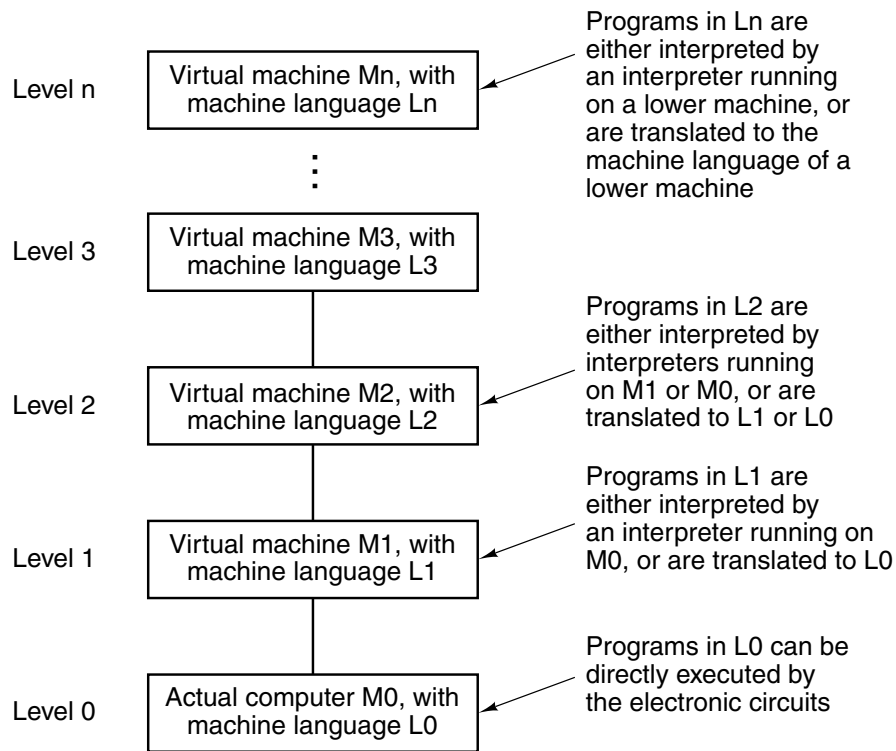 Level n
Virtual machine Mn, with
machine language Ln
Programs in Ln are
either interpreted by
an interpreter running
on a lower machine, or
are translated to the
machine language of a
lower machine
Level 3
Virtual machine M3, with
machine language L3
Level 2
Virtual machine M2, with
machine language L2
Programs in L2 are
either interpreted by
interpreters running
on M1 or M0, or are
translated to L1 or L0
Level 1
Virtual machine M1, with
machine language L1
Programs in L1 are
either interpreted by
an interpreter running on
M0, or are translated to L0
Level 0
Actual computer M0, with
machine language L0
Programs in L0 can be
directly executed by
the electronic circuits